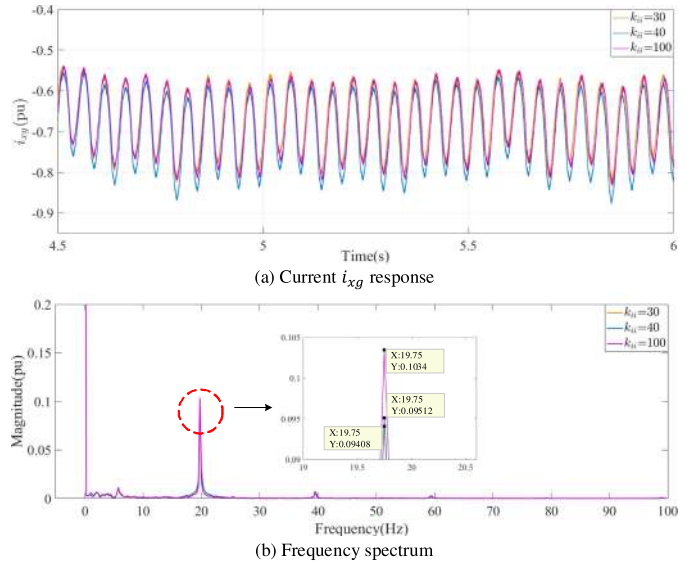 -0.4
-0.5
-0.6
-0.7
-0.8
-0.9
i_xg (pu)
k_ii=30
k_ii=40
k_ii=100
4.5 5 5.5 6
Time(s)
(a) Current i_xg response
0.2
0.15
0.1
0.05
0
Magnitude(pu)
k_ii=30
k_ii=40
k_ii=100
0.105
0.1
0.095
0.09
X:19.75
Y:0.1034
X:19.75
Y:0.09512
X:19.75
Y:0.09408
19 19.5 20 20.5
0 10 20 30 40 50 60 70 80 90 100
Frequency(Hz)
(b) Frequency spectrum